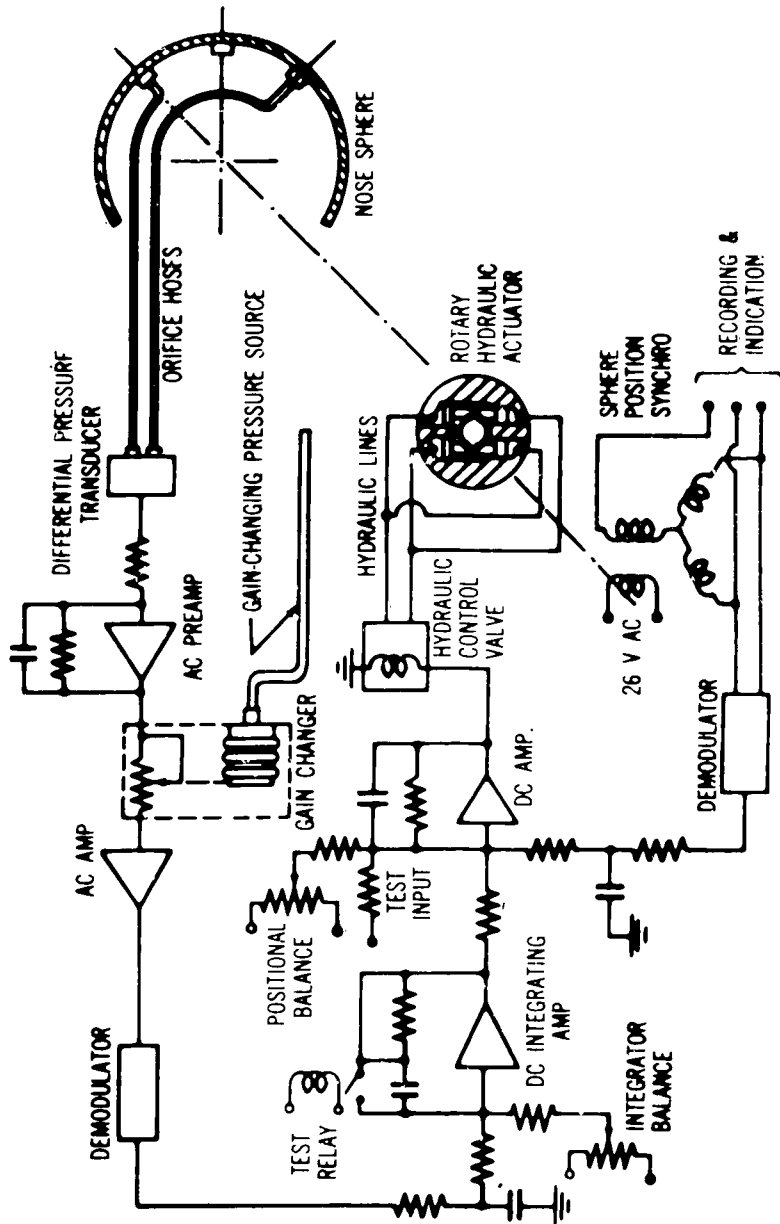 NOSE SPHERE
ORIFICE HOSES
DIFFERENTIAL PRESSURE
TRANSDUCER
GAIN-CHANGING PRESSURE SOURCE
AC PREAMP
GAIN CHANGER
AC AMP
DEMODULATOR
ROTARY
HYDRAULIC
ACTUATOR
HYDRAULIC LINES
HYDRAULIC
CONTROL
VALVE
DC AMP.
TEST
INPUT
POSITIONAL
BALANCE
TEST
RELAY
DC INTEGRATING
AMP
INTEGRATOR
BALANCE
SPHERE
POSITION
SYNCHRO
RECORDING &
INDICATION
26 V AC
DEMODULATOR